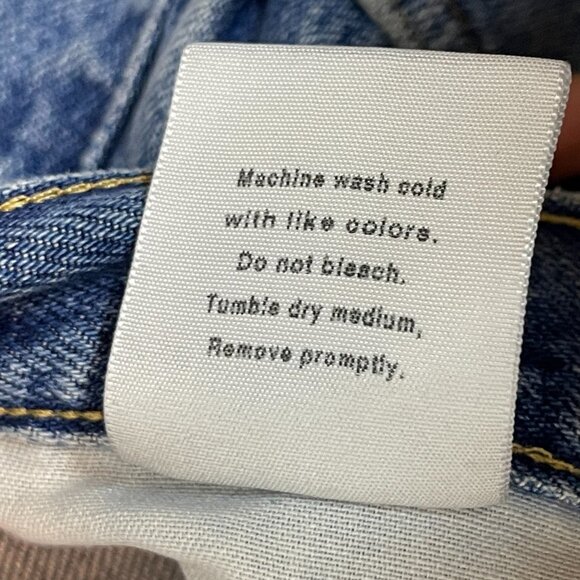 Machine wash cold
with like colors.
Do not bleach.
Tumble dry medium,
Remove promptly.